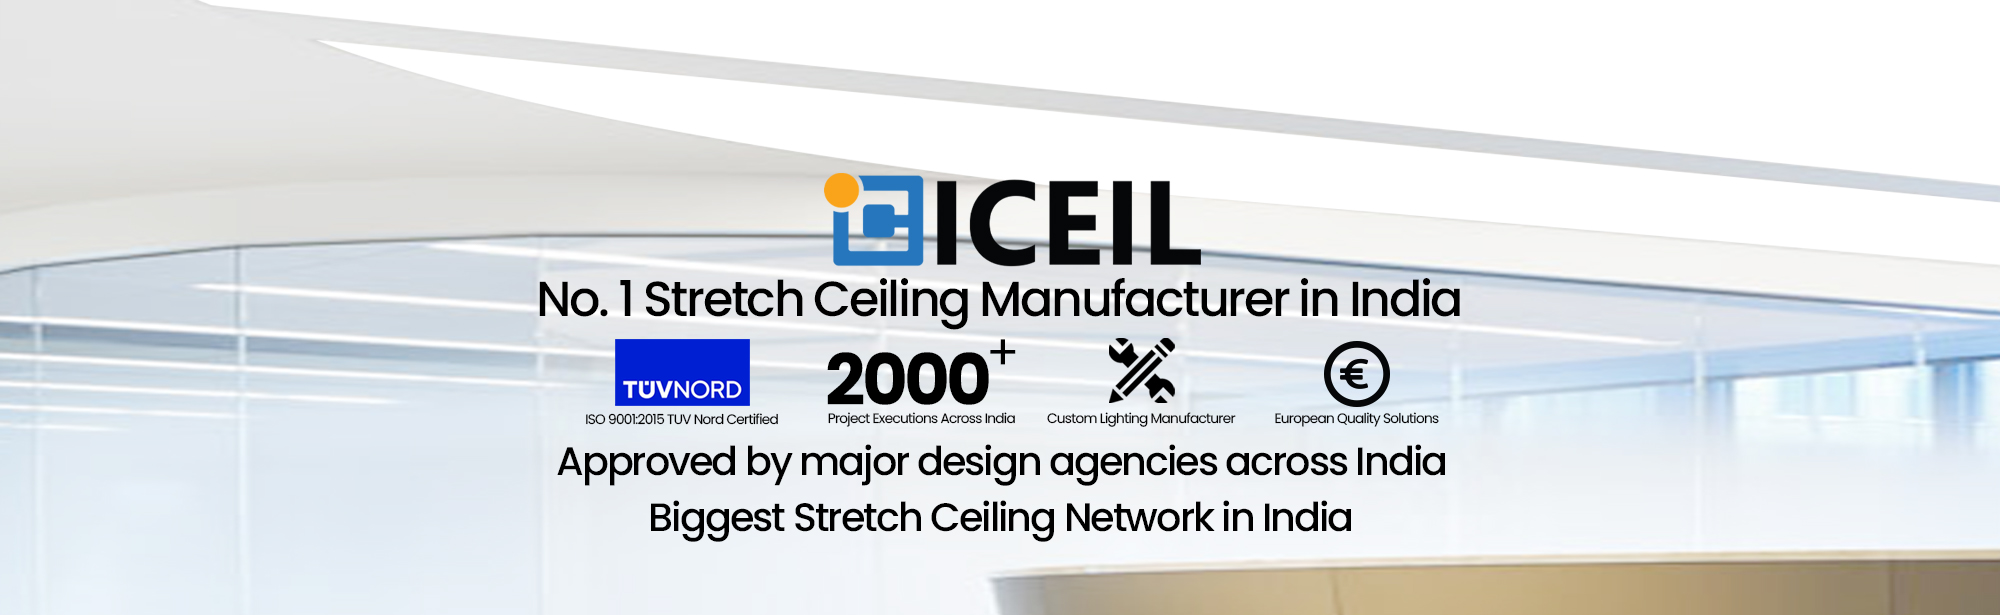 ICEIL
No. 1 Stretch Ceiling Manufacturer in India
TÜVNORD
2000+
€
ISO 9001:2015 TUV Nord Certified
Project Executions Across India
Custom Lighting Manufacturer
European Quality Solutions
Approved by major design agencies across India
Biggest Stretch Ceiling Network in India